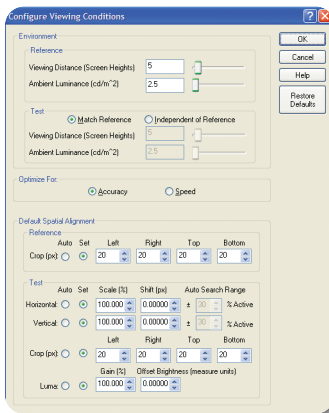 Configure Viewing Conditions
OK
Cancel
Help
Restore
Defaults
Environment
Reference
Viewing Distance (Screen Heights) 5
Ambient Luminance (cd/m^2) 2.5
Test
Match Reference Independent of Reference
Viewing Distance (Screen Heights) 5
Ambient Luminance (cd/m^2) 2.5
Optimize For:
Accuracy Speed
Default Spatial Alignment
Reference
Auto Set Left Right Top Bottom
Crop (px): 20 20 20 20
Test
Auto Set Scale (%) Shift (px) Auto Search Range
Horizontal: 100.000 0.00000 ± 30 % Active
Vertical: 100.000 0.00000 ± 30 % Active
Left Right Top Bottom
Crop (px): 20 20 20 20
Gain (%) Offset Brightness (measure units)
Luma: 100.000 0.00000